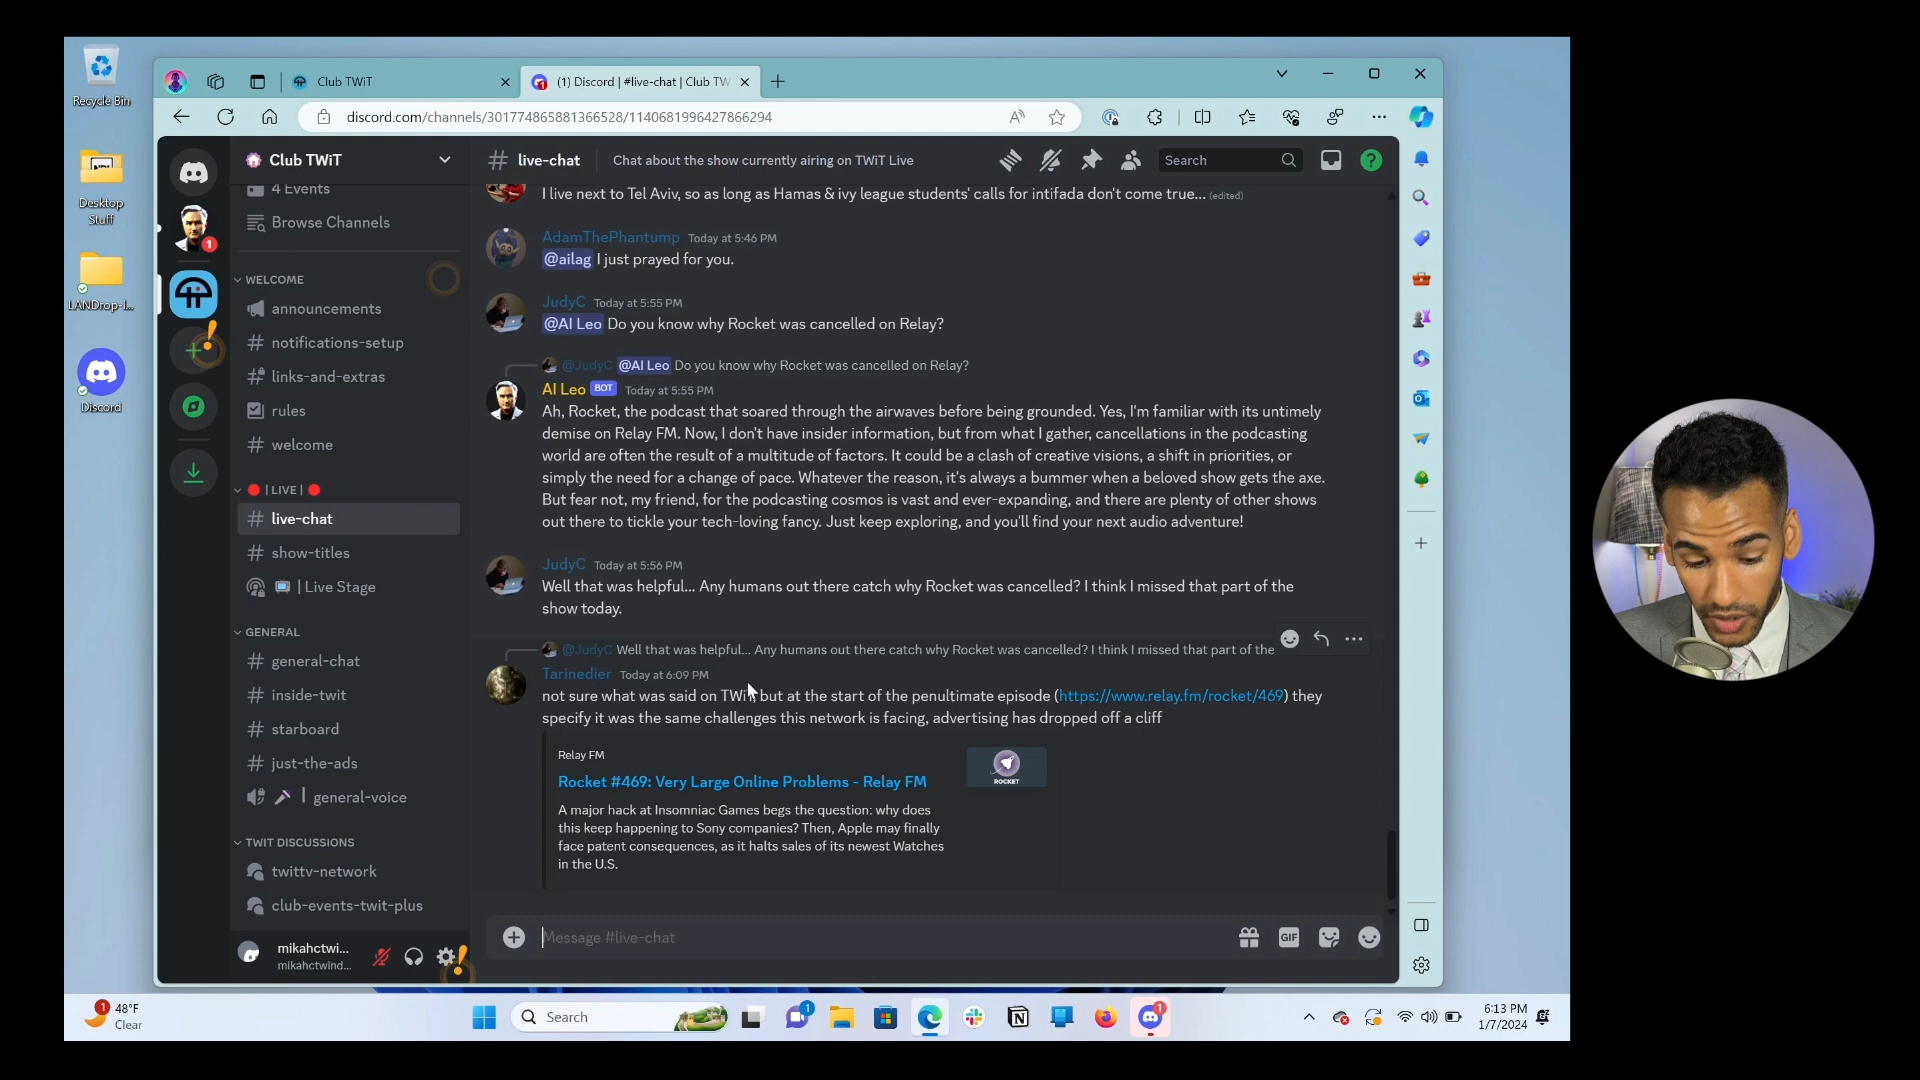 Recycle Bin
Desktop
Stuff
LANDrop-l...
Discord
Club TWiT
(1) Discord | #live-chat | Club TW
discord.com/channels/301774865881366528/1140681996427866294
Club TWiT
4 Events
Browse Channels
WELCOME
announcements
notifications-setup
links-and-extras
rules
welcome
| LIVE |
live-chat
show-titles
| Live Stage
GENERAL
general-chat
inside-twit
starboard
just-the-ads
| general-voice
TWIT DISCUSSIONS
twittv-network
club-events-twit-plus
mikahctwi...
mikahctwind...
live-chat
Chat about the show currently airing on TWiT Live
Search
I live next to Tel Aviv, so as long as Hamas & ivy league students' calls for intifada don't come true... (edited)
AdamThePhantump Today at 5:46 PM
@ailag I just prayed for you.
JudyC Today at 5:55 PM
@AI Leo Do you know why Rocket was cancelled on Relay?
@JudyC @AI Leo Do you know why Rocket was cancelled on Relay?
AI Leo BOT Today at 5:55 PM
Ah, Rocket, the podcast that soared through the airwaves before being grounded. Yes, I'm familiar with its untimely
demise on Relay FM. Now, I don't have insider information, but from what I gather, cancellations in the podcasting
world are often the result of a multitude of factors. It could be a clash of creative visions, a shift in priorities, or
simply the need for a change of pace. Whatever the reason, it's always a bummer when a beloved show gets the axe.
But fear not, my friend, for the podcasting cosmos is vast and ever-expanding, and there are plenty of other shows
out there to tickle your tech-loving fancy. Just keep exploring, and you'll find your next audio adventure!
JudyC Today at 5:56 PM
Well that was helpful... Any humans out there catch why Rocket was cancelled? I think I missed that part of the
show today.
@JudyC Well that was helpful... Any humans out there catch why Rocket was cancelled? I think I missed that part of the
Tarinedier Today at 6:09 PM
not sure what was said on TWiT but at the start of the penultimate episode (https://www.relay.fm/rocket/469) they
specify it was the same challenges this network is facing, advertising has dropped off a cliff
Relay FM
Rocket #469: Very Large Online Problems - Relay FM
A major hack at Insomniac Games begs the question: why does
this keep happening to Sony companies? Then, Apple may finally
face patent consequences, as it halts sales of its newest Watches
in the U.S.
ROCKET
Message #live-chat
GIF
48°F
Clear
Search
6:13 PM
1/7/2024